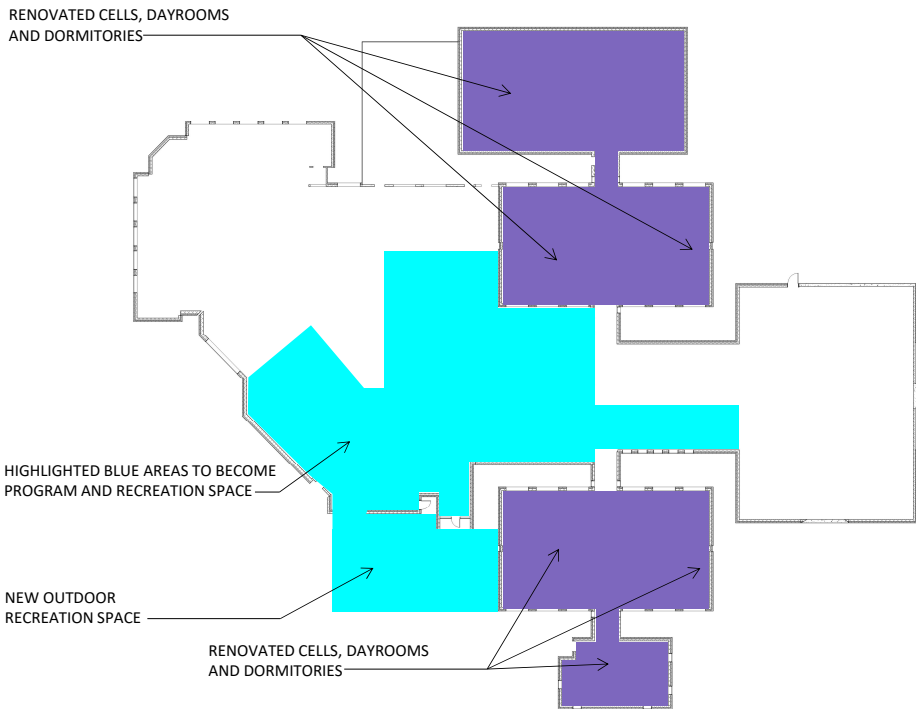 RENOVATED CELLS, DAYROOMS
AND DORMITORIES
HIGHLIGHTED BLUE AREAS TO BECOME
PROGRAM AND RECREATION SPACE
NEW OUTDOOR
RECREATION SPACE
RENOVATED CELLS, DAYROOMS
AND DORMITORIES